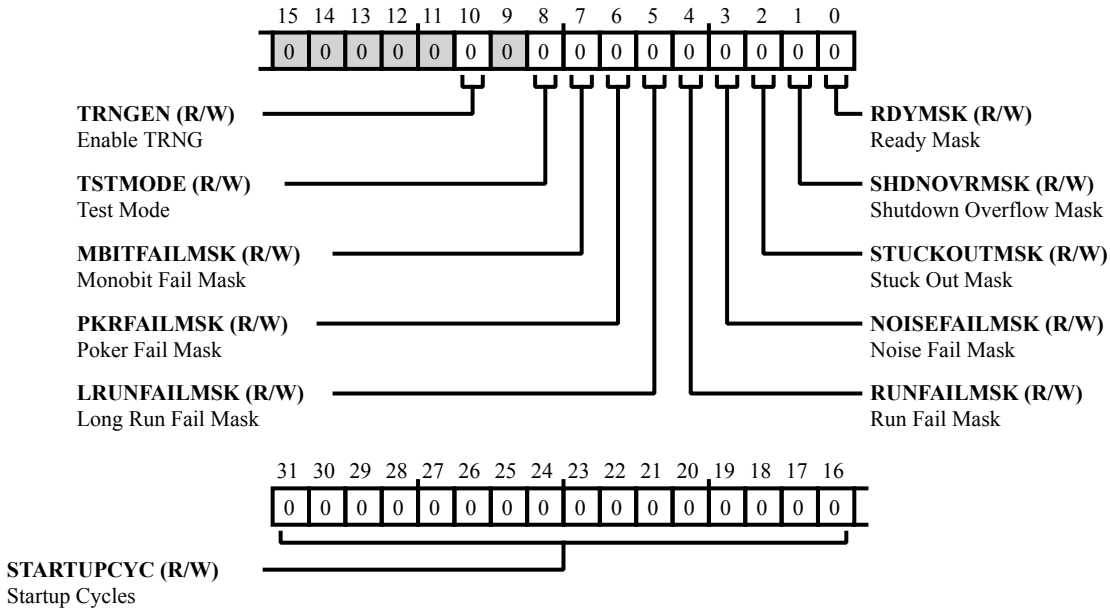 15 14 13 12 11 10 9 8 7 6 5 4 3 2 1 0
0 0 0 0 0 0 0 0 0 0 0 0 0 0 0 0
TRNGEN (R/W)
Enable TRNG
RDYMSK (R/W)
Ready Mask
TSTMODE (R/W)
Test Mode
SHDNOVRMSK (R/W)
Shutdown Overflow Mask
MBITFAILMSK (R/W)
Monobit Fail Mask
STUCKOUTMSK (R/W)
Stuck Out Mask
PKRFAILMSK (R/W)
Poker Fail Mask
NOISEFAILMSK (R/W)
Noise Fail Mask
LRUNFAILMSK (R/W)
Long Run Fail Mask
RUNFAILMSK (R/W)
Run Fail Mask
31 30 29 28 27 26 25 24 23 22 21 20 19 18 17 16
0 0 0 0 0 0 0 0 0 0 0 0 0 0 0 0
STARTUPCYC (R/W)
Startup Cycles